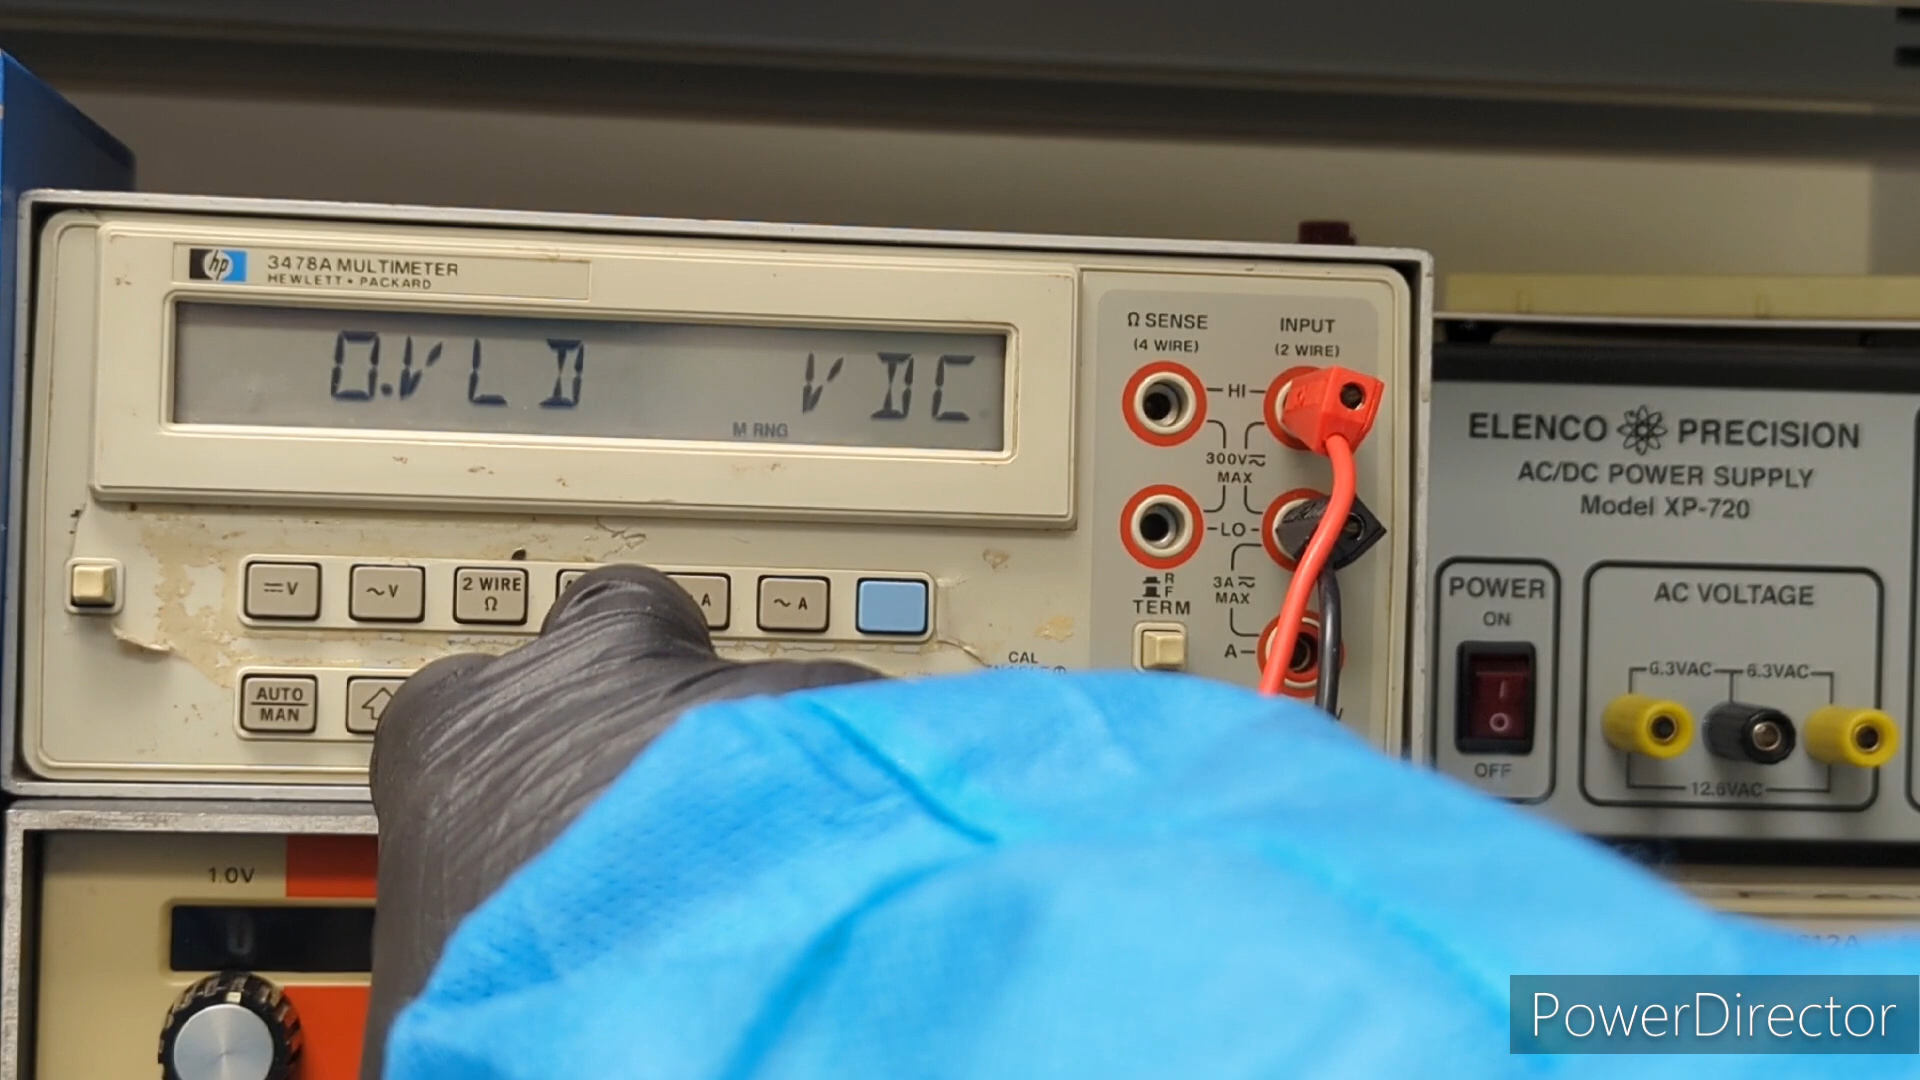 hp
3478A MULTIMETER
HEWLETT • PACKARD
0.VLD VDC
M RNG
Ω SENSE
(4 WIRE)
INPUT
(2 WIRE)
HI
300V⎓~
MAX
LO
R
F
TERM
3A⎓~
MAX
A
⎓V
~V
2 WIRE
Ω
A
~A
CAL
AUTO
MAN
1.0V
ELENCO PRECISION
AC/DC POWER SUPPLY
Model XP-720
POWER
ON
OFF
AC VOLTAGE
6.3VAC 6.3VAC
12.6VAC
PowerDirector